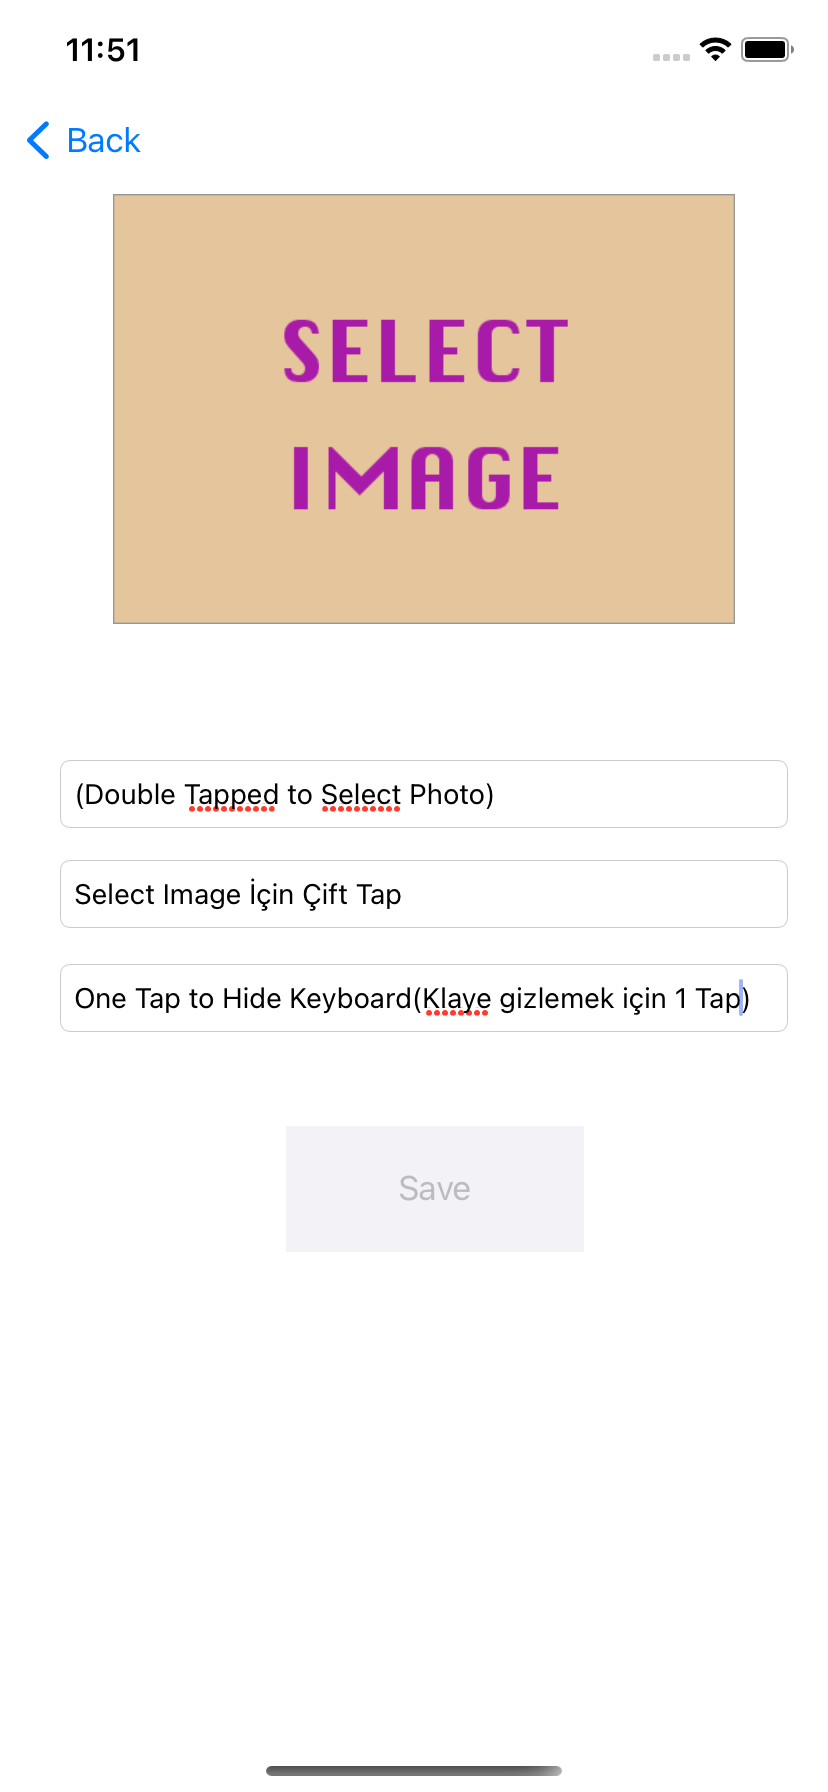 11:51
Back
SELECT
IMAGE
(Double Tapped to Select Photo)
Select Image İçin Çift Tap
One Tap to Hide Keyboard(Klaye gizlemek için 1 Tap)
Save